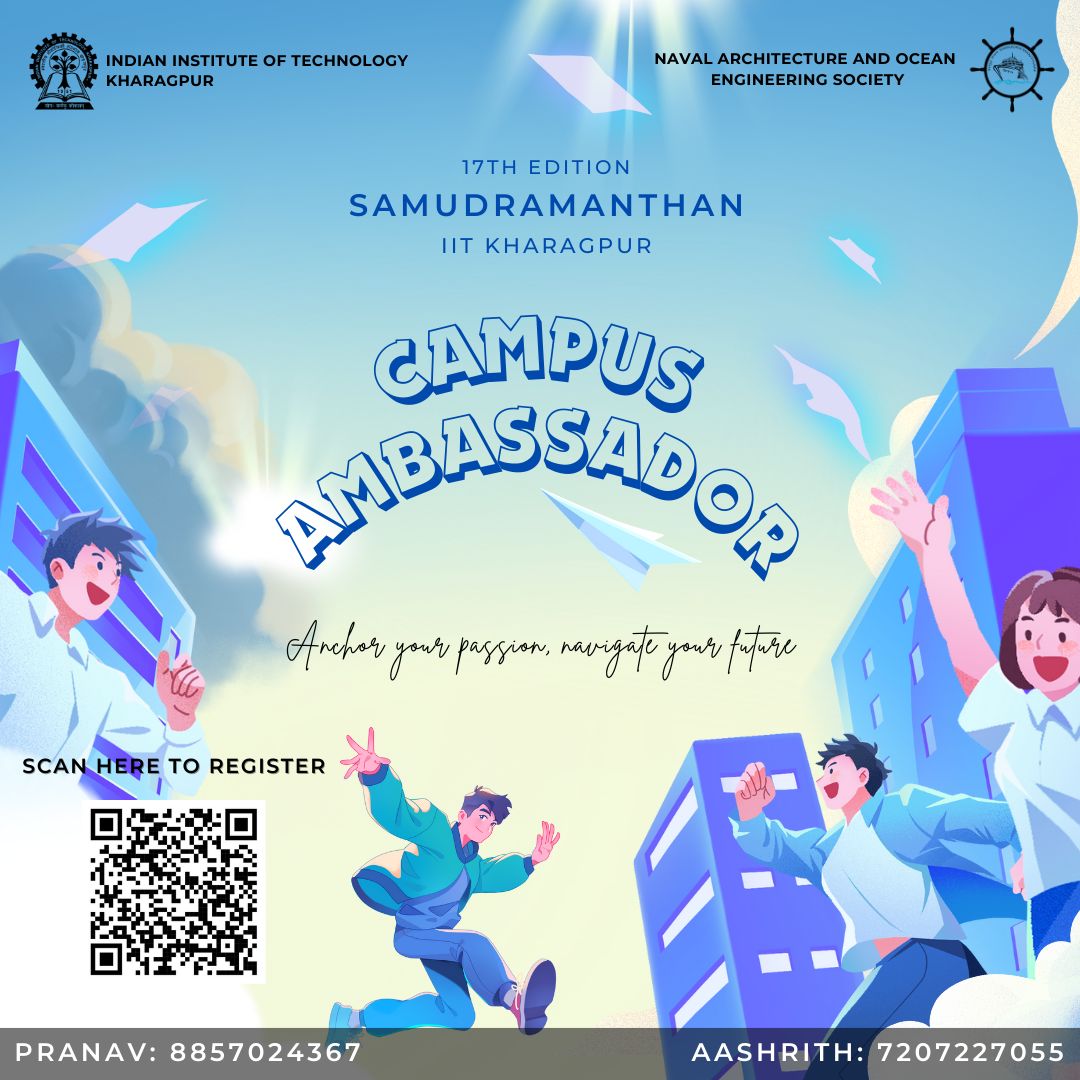 INDIAN INSTITUTE OF TECHNOLOGY
KHARAGPUR
NAVAL ARCHITECTURE AND OCEAN
ENGINEERING SOCIETY
17TH EDITION
SAMUDRAMANTHAN
IIT KHARAGPUR
CAMPUS
AMBASSADOR
Anchor your passion, navigate your future
SCAN HERE TO REGISTER
PRANAV: 8857024367
AASHRITH: 7207227055